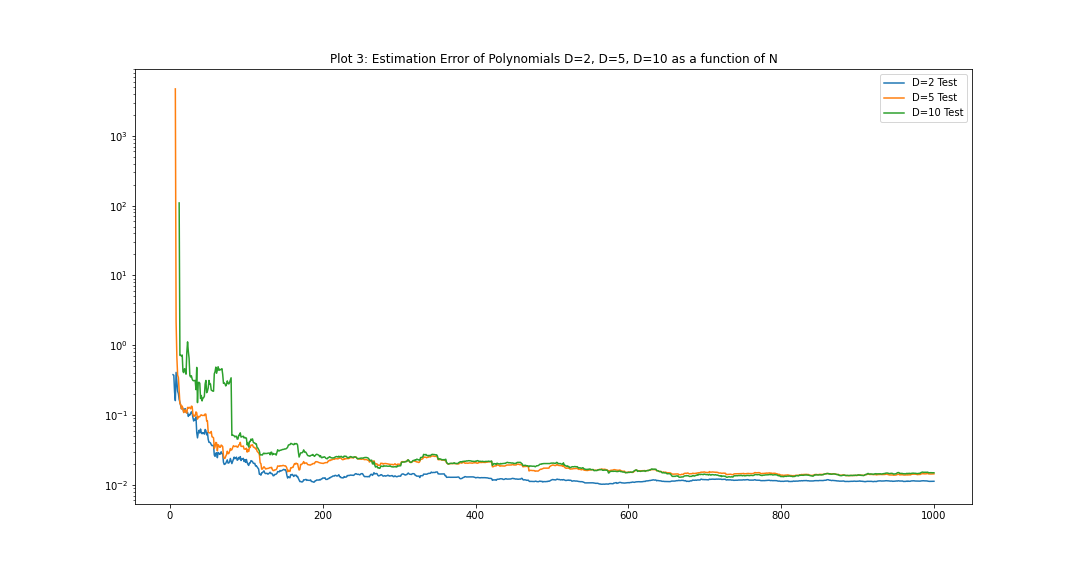 Plot 3: Estimation Error of Polynomials D=2, D=5, D=10 as a function of N
D=2 Test
D=5 Test
D=10 Test
10³
10²
10¹
10⁰
10⁻¹
10⁻²
0 200 400 600 800 1000